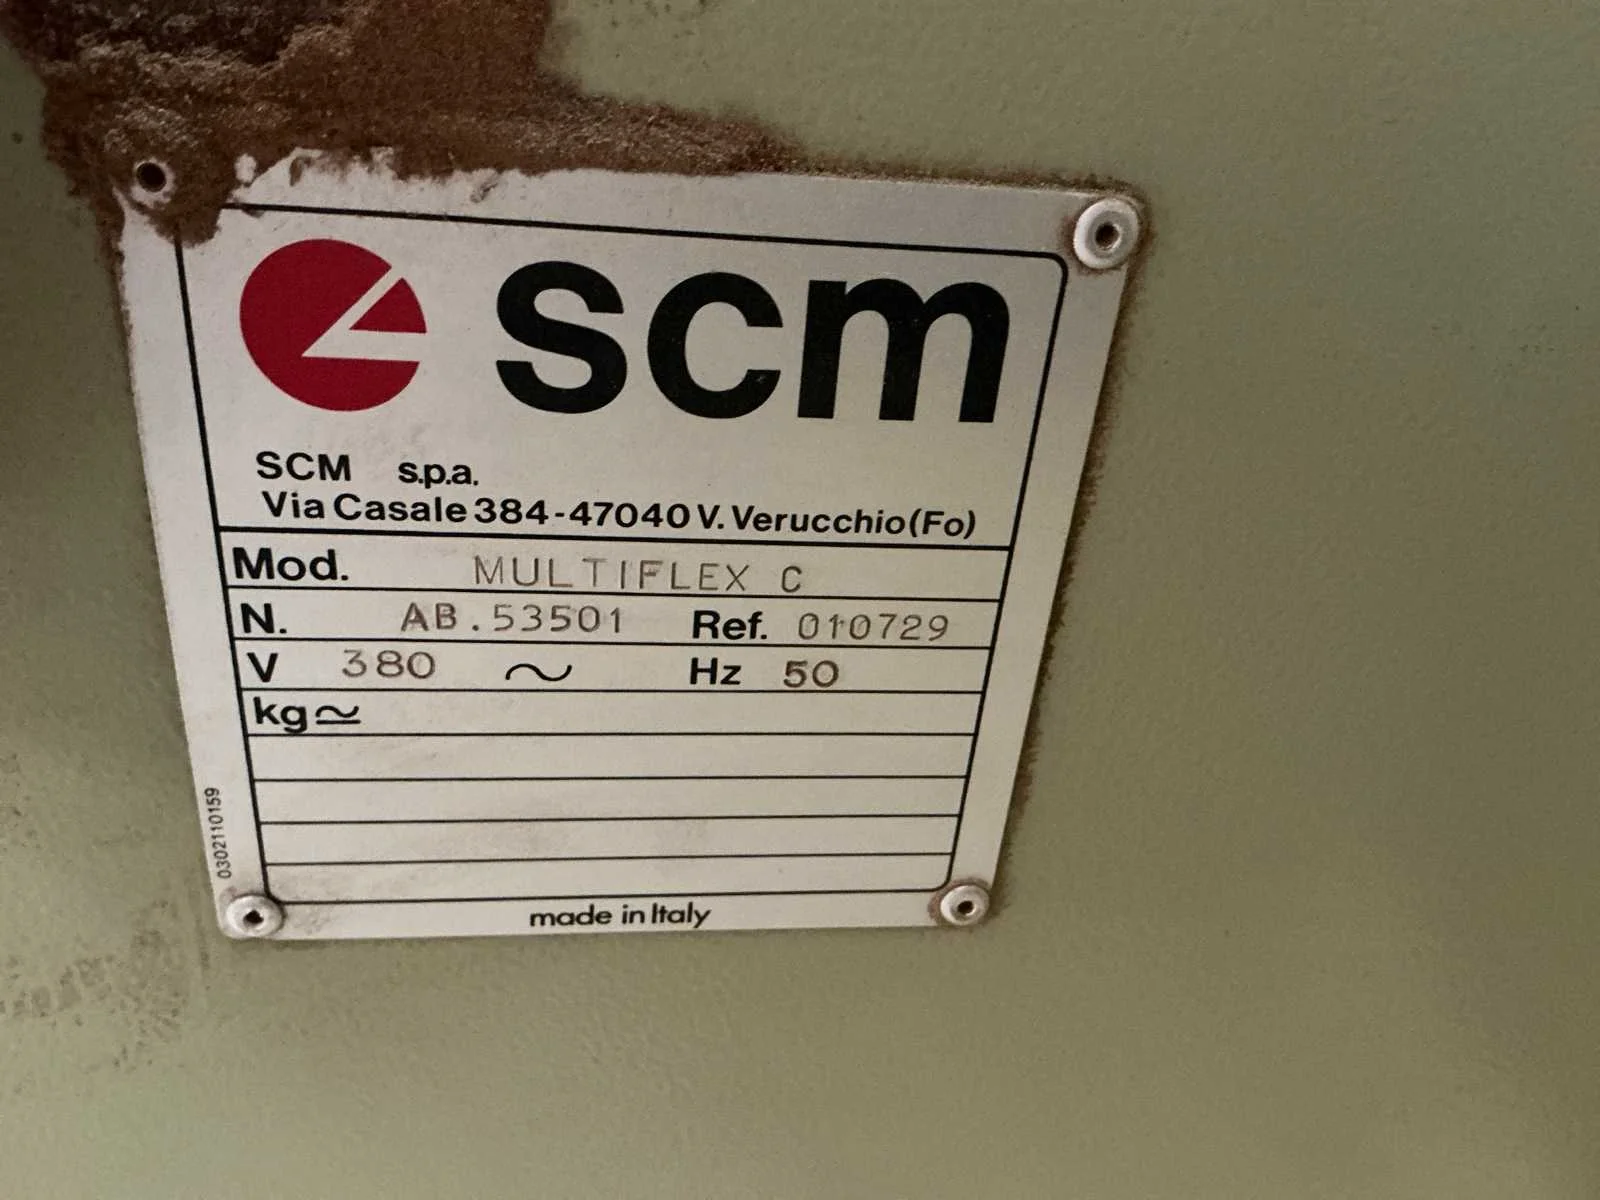 scm
SCM s.p.a.
Via Casale 384-47040 V. Verucchio (Fo)
Mod. MULTIFLEX C
N. AB.53501 Ref. 010729
V 380 ~ Hz 50
kg ≃
0302110159
made in Italy